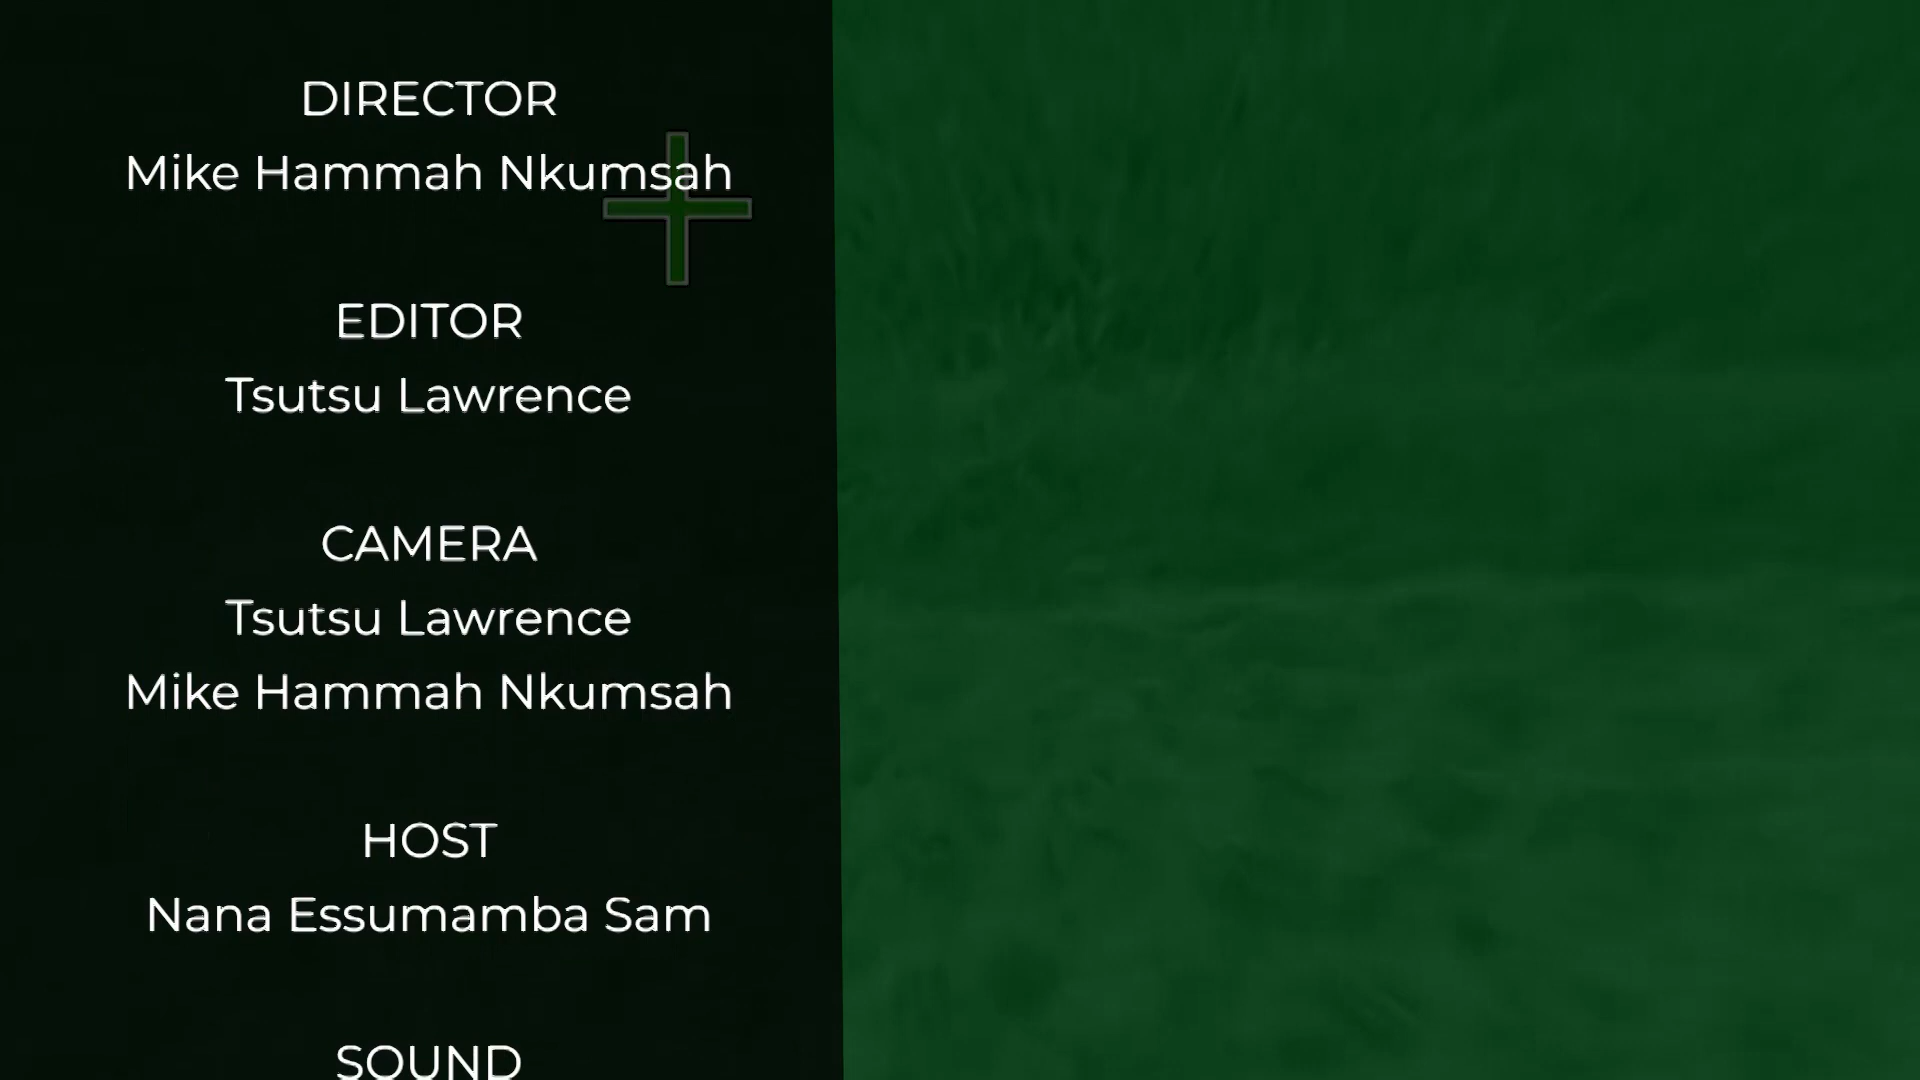 DIRECTOR
Mike Hammah Nkumsah
EDITOR
Tsutsu Lawrence
CAMERA
Tsutsu Lawrence
Mike Hammah Nkumsah
HOST
Nana Essumamba Sam
SOUND